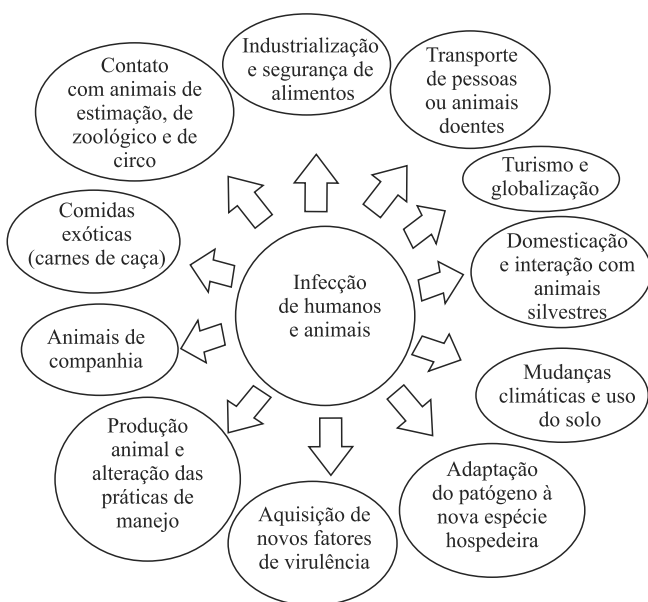 Industrialização
e segurança de
alimentos
Transporte
de pessoas
ou animais
doentes
Turismo e
globalização
Domesticação
e interação com
animais
silvestres
Mudanças
climáticas e uso
do solo
Adaptação
do patógeno à
nova espécie
hospedeira
Aquisição de
novos fatores
de virulência
Produção
animal e
alteração das
práticas de
manejo
Animais de
companhia
Comidas
exóticas
(carnes de caça)
Contato
com animais de
estimação, de
zoológico e de
circo
Infecção
de humanos
e animais